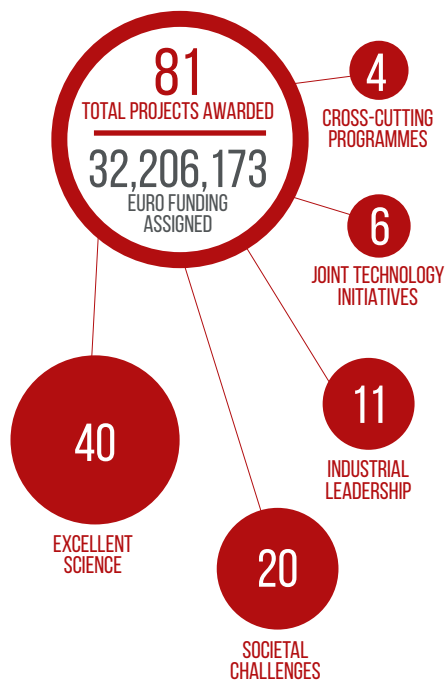 81
TOTAL PROJECTS AWARDED
32,206,173
EURO FUNDING
ASSIGNED
4
CROSS-CUTTING
PROGRAMMES
6
JOINT TECHNOLOGY
INITIATIVES
11
INDUSTRIAL
LEADERSHIP
40
EXCELLENT
SCIENCE
20
SOCIETAL
CHALLENGES